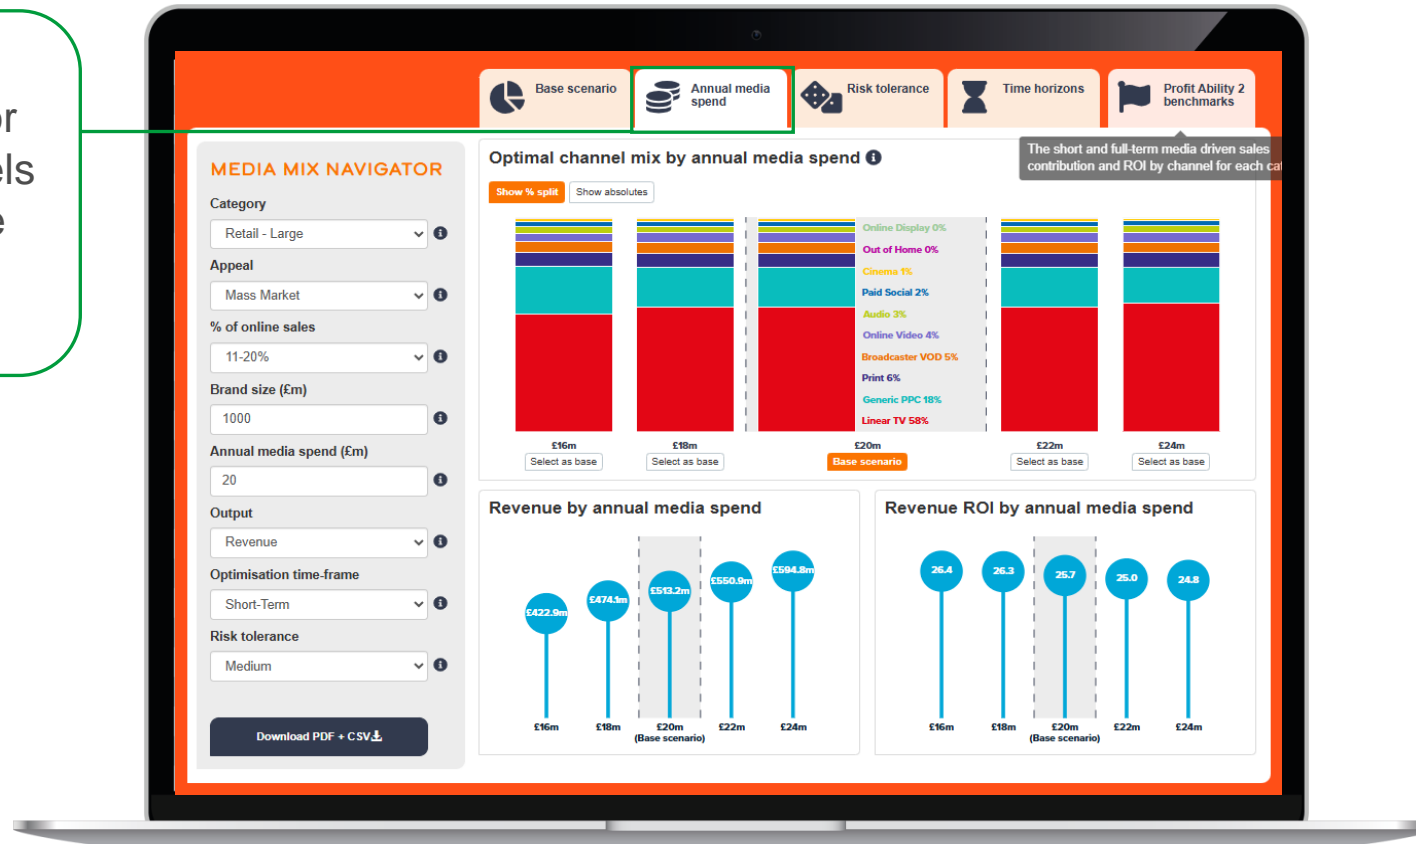 or
els
e
Base scenario
Annual media
spend
Risk tolerance
Time horizons
Profit Ability 2
benchmarks
The short and full-term media driven sales
contribution and ROI by channel for each cat
MEDIA MIX NAVIGATOR
Category
Retail - Large
Appeal
Mass Market
% of online sales
11-20%
Brand size (£m)
1000
Annual media spend (£m)
20
Output
Revenue
Optimisation time-frame
Short-Term
Risk tolerance
Medium
Download PDF + CSV
Optimal channel mix by annual media spend
Show % split
Show absolutes
Online Display 0%
Out of Home 0%
Cinema 1%
Paid Social 2%
Audio 3%
Online Video 4%
Broadcaster VOD 5%
Print 6%
Generic PPC 18%
Linear TV 58%
£16m
£18m
£20m
£22m
£24m
Select as base
Select as base
Base scenario
Select as base
Select as base
Revenue by annual media spend
£422.9m
£474.1m
£513.2m
£550.9m
£594.8m
£16m
£18m
£20m
(Base scenario)
£22m
£24m
Revenue ROI by annual media spend
26.4
26.3
25.7
25.0
24.8
£16m
£18m
£20m
(Base scenario)
£22m
£24m